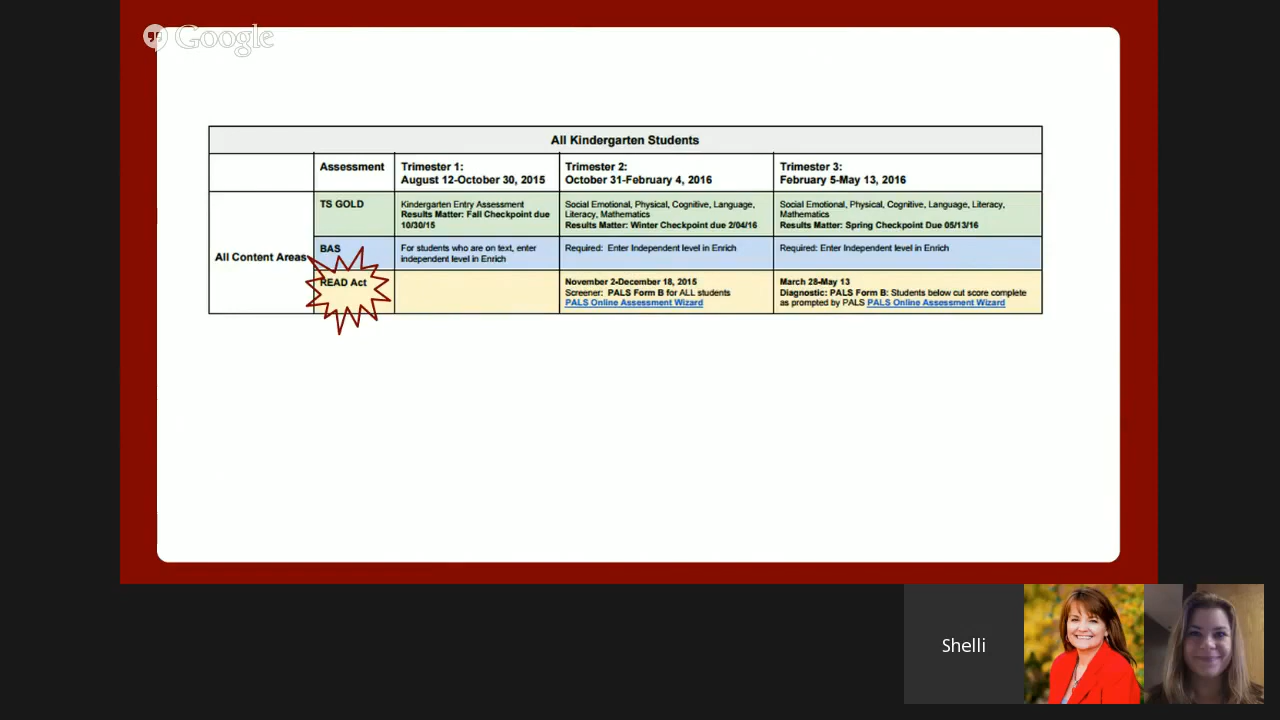 Google
All Kindergarten Students
Assessment
Trimester 1:
August 12-October 30, 2015
Trimester 2:
October 31-February 4, 2016
Trimester 3:
February 5-May 13, 2016
All Content Areas
TS GOLD
Kindergarten Entry Assessment
Results Matter: Fall Checkpoint due
10/30/15
Social Emotional, Physical, Cognitive, Language,
Literacy, Mathematics
Results Matter: Winter Checkpoint due 2/04/16
Social Emotional, Physical, Cognitive, Language, Literacy,
Mathematics
Results Matter: Spring Checkpoint Due 05/13/16
BAS
For students who are on text, enter
independent level in Enrich
Required: Enter Independent level in Enrich
Required: Enter Independent level in Enrich
READ Act
November 2-December 18, 2015
Screener: PALS Form B for ALL students
PALS Online Assessment Wizard
March 28-May 13
Diagnostic: PALS Form B: Students below cut score complete
as prompted by PALS PALS Online Assessment Wizard
Shelli